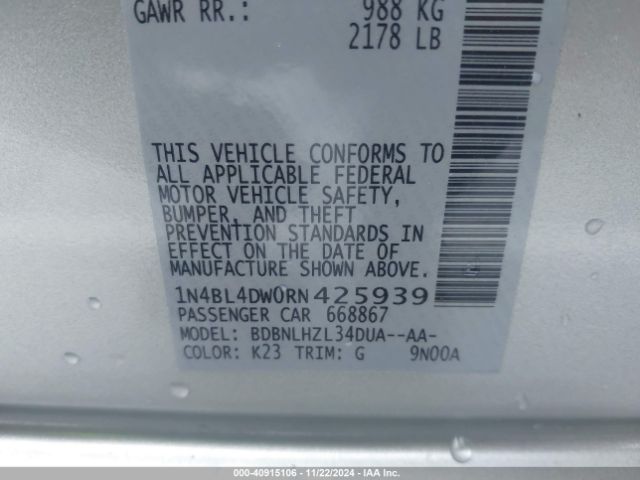 GAWR RR.: 988 KG
2178 LB
THIS VEHICLE CONFORMS TO
ALL APPLICABLE FEDERAL
MOTOR VEHICLE SAFETY,
BUMPER, AND THEFT
PREVENTION STANDARDS IN
EFFECT ON THE DATE OF
MANUFACTURE SHOWN ABOVE.
1N4BL4DW0RN425939
PASSENGER CAR 668867
MODEL: BDBNLHZL34DUA--AA-
COLOR: K23 TRIM: G 9N00A
000-40915106 - 11/22/2024 - IAA Inc.